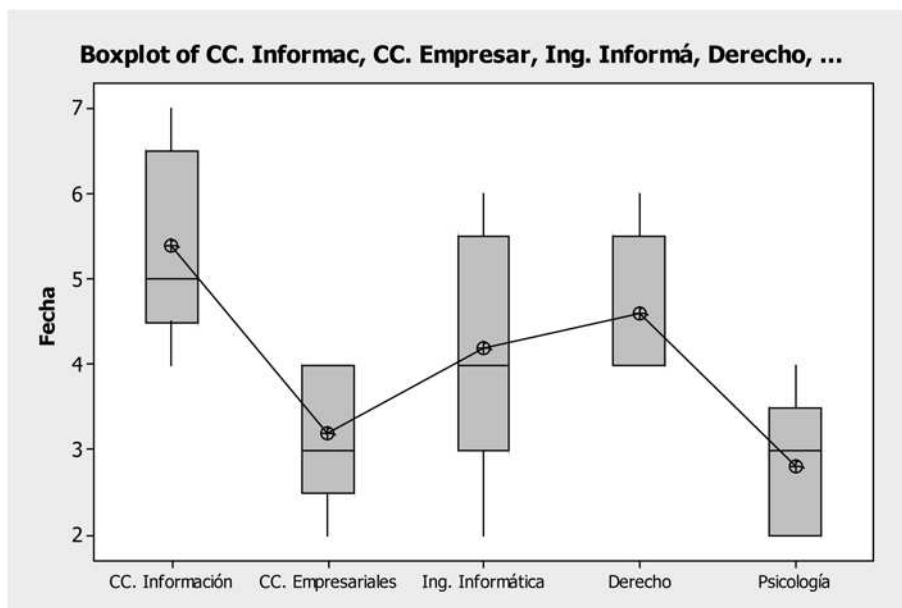 Boxplot of CC. Informac, CC. Empresar, Ing. Informá, Derecho, ...
7
6
5
4
3
2
Fecha
CC. Información CC. Empresariales Ing. Informática Derecho Psicología